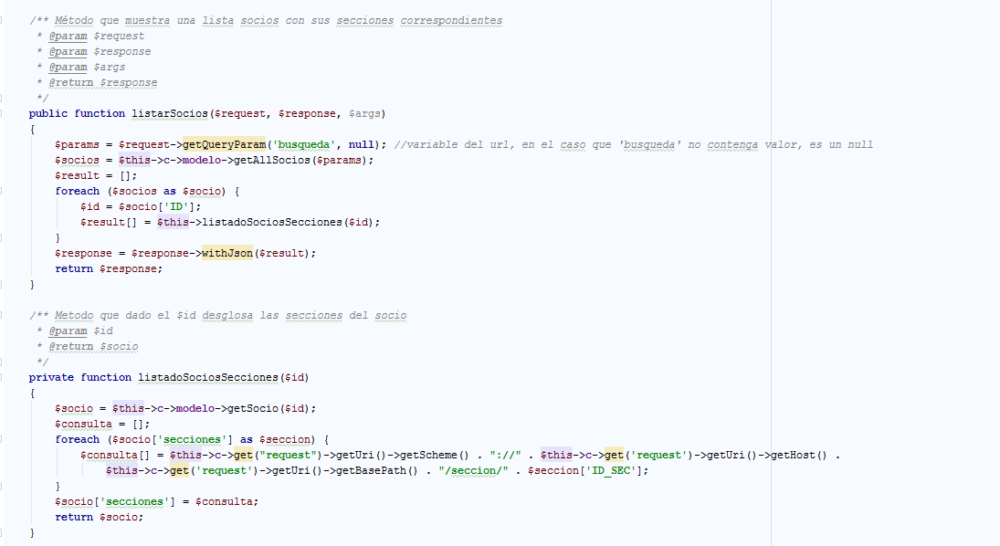 /** Método que muestra una lista socios con sus secciones correspondientes
 * @param $request
 * @param $response
 * @param $args
 * @return $response
 */
public function listarSocios($request, $response, $args)
{
    $params = $request->getQueryParam('busqueda', null); //variable del url, en el caso que 'busqueda' no contenga valor, es un null
    $socios = $this->c->modelo->getAllSocios($params);
    $result = [];
    foreach ($socios as $socio) {
        $id = $socio['ID'];
        $result[] = $this->listadoSociosSecciones($id);
    }
    $response = $response->withJson($result);
    return $response;
}
/** Metodo que dado el $id desglosa las secciones del socio
 * @param $id
 * @return $socio
 */
private function listadoSociosSecciones($id)
{
    $socio = $this->c->modelo->getSocio($id);
    $consulta = [];
    foreach ($socio['secciones'] as $seccion) {
        $consulta[] = $this->c->get("request")->getUri()->getScheme() . "://" . $this->c->get('request')->getUri()->getHost() .
            $this->c->get('request')->getUri()->getBasePath() . "/seccion/" . $seccion['ID_SEC'];
    }
    $socio['secciones'] = $consulta;
    return $socio;
}